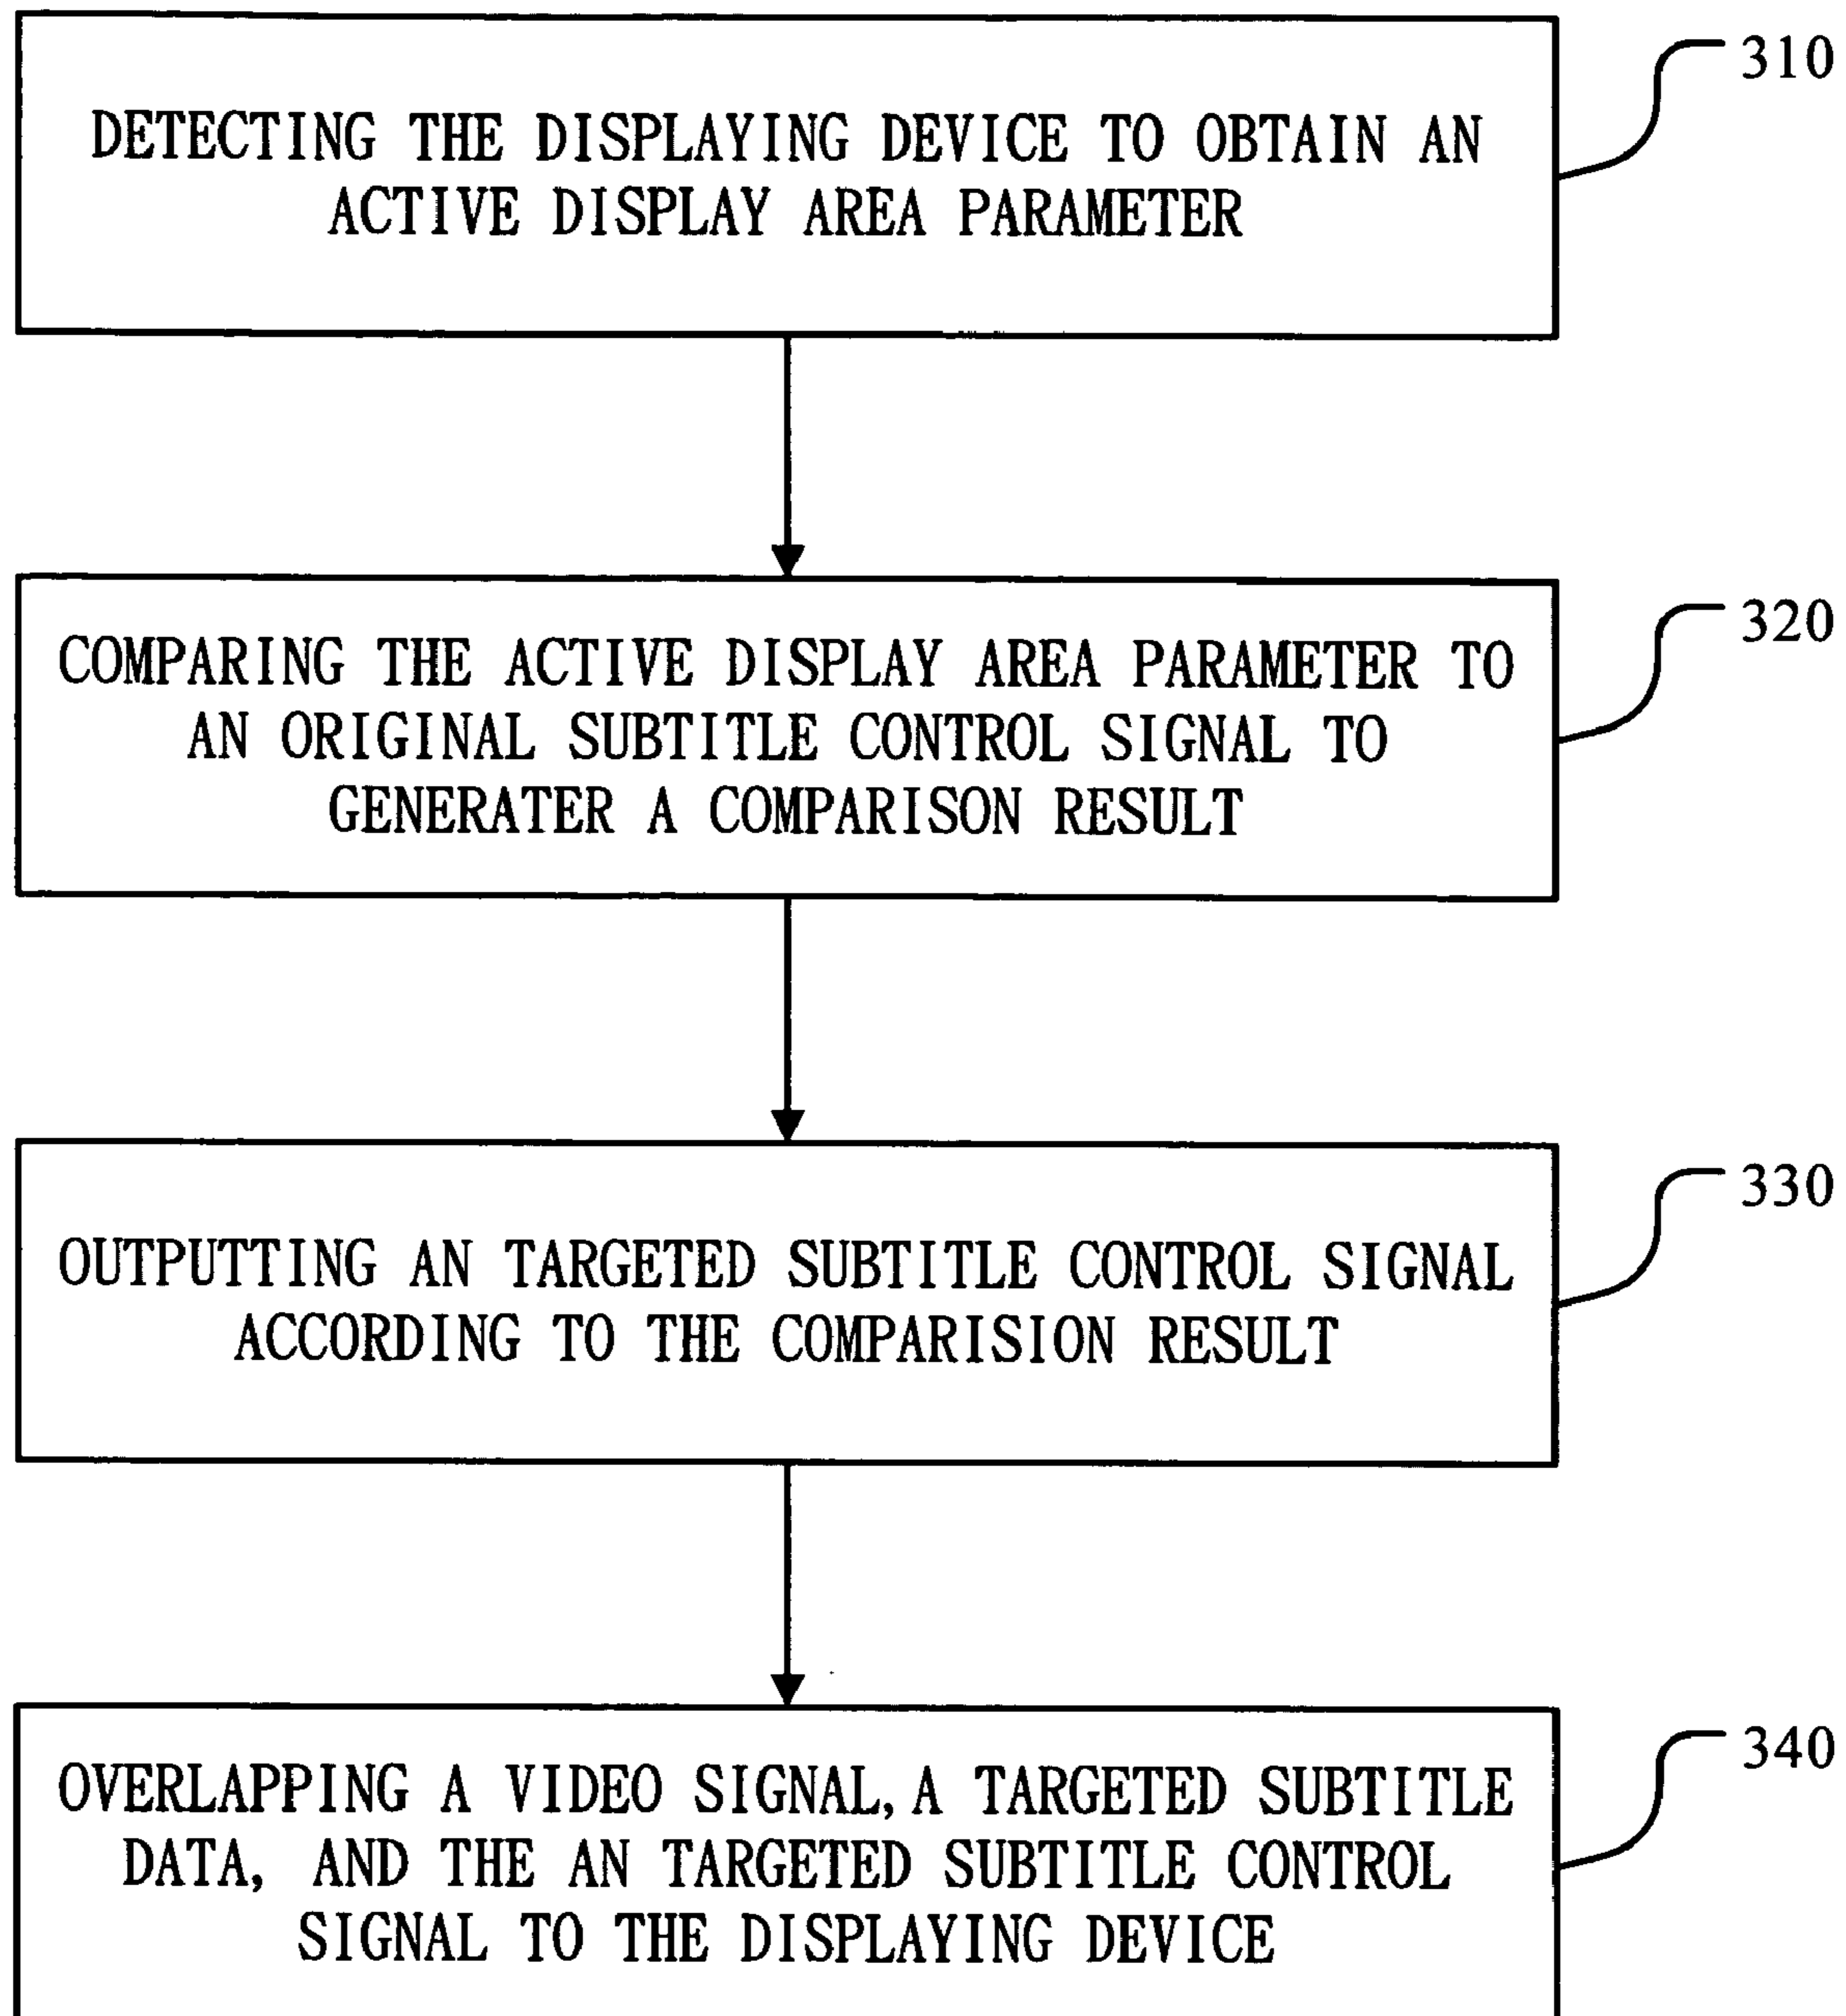 310
DETECTING THE DISPLAYING DEVICE TO OBTAIN AN
ACTIVE DISPLAY AREA PARAMETER
320
COMPARING THE ACTIVE DISPLAY AREA PARAMETER TO
AN ORIGINAL SUBTITLE CONTROL SIGNAL TO
GENERATER A COMPARISON RESULT
330
OUTPUTTING AN TARGETED SUBTITLE CONTROL SIGNAL
ACCORDING TO THE COMPARISION RESULT
340
OVERLAPPING A VIDEO SIGNAL, A TARGETED SUBTITLE
DATA, AND THE AN TARGETED SUBTITLE CONTROL
SIGNAL TO THE DISPLAYING DEVICE